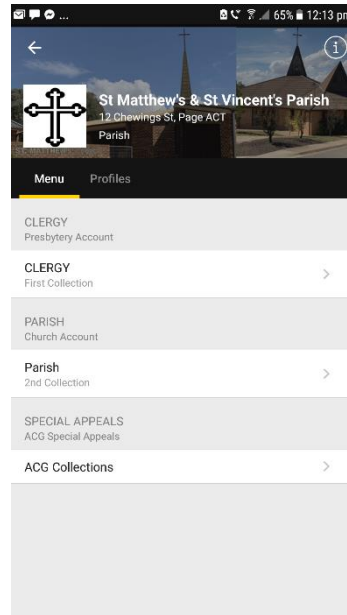 ... 65% 12:13 pm
St Matthew's & St Vincent's Parish
12 Chewings St, Page ACT
Parish
Menu Profiles
CLERGY
Presbytery Account
CLERGY
First Collection
PARISH
Church Account
Parish
2nd Collection
SPECIAL APPEALS
ACG Special Appeals
ACG Collections